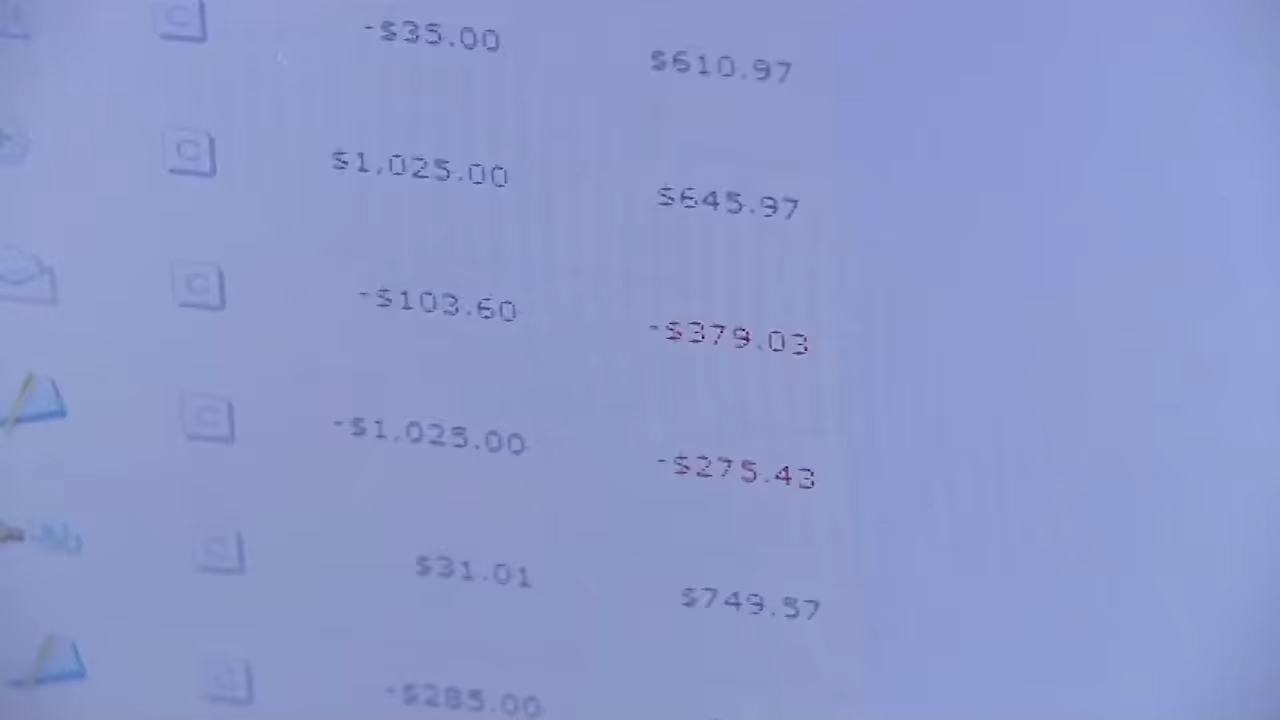 C -$35.00 $610.97
C $1,025.00 $645.97
C -$103.60 -$379.03
C -$1,025.00 -$275.43
C $31.01 $749.57
C -$285.00